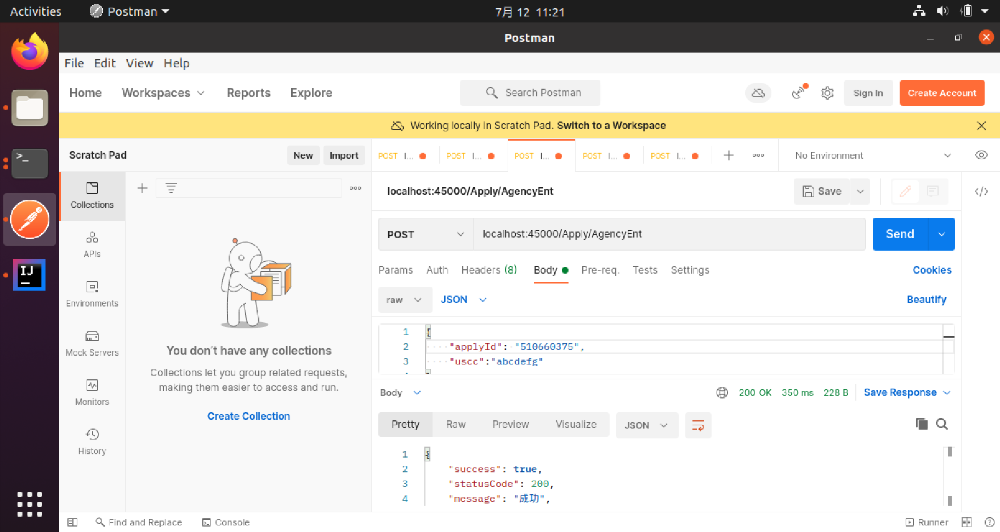 Activities Postman 7月 12 11:21
Postman
File Edit View Help
Home Workspaces Reports Explore Search Postman Sign In Create Account
Working locally in Scratch Pad. Switch to a Workspace
Scratch Pad New Import POST l... POST l... POST l... POST l... POST l... No Environment
localhost:45000/Apply/AgencyEnt Save
Collections
POST localhost:45000/Apply/AgencyEnt Send
APIs
Params Auth Headers (8) Body Pre-req. Tests Settings Cookies
raw JSON Beautify
Environments
1 {
2 "applyId": "510660375",
3 "uscc":"abcdefg"
Mock Servers
You don't have any collections
Collections let you group related requests,
making them easier to access and run.
Create Collection
Body 200 OK 350 ms 228 B Save Response
Monitors
Pretty Raw Preview Visualize JSON
History
1 {
2 "success": true,
3 "statusCode": 200,
4 "message": "成功",
Find and Replace Console Runner